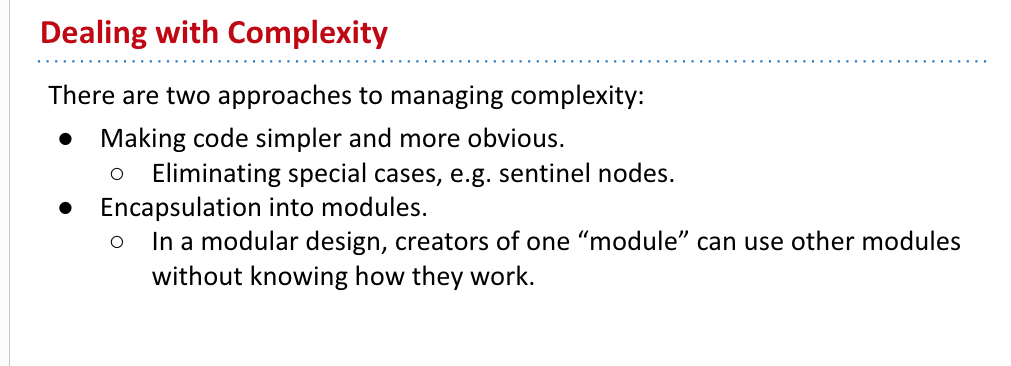 Dealing with Complexity
There are two approaches to managing complexity:
● Making code simpler and more obvious.
○ Eliminating special cases, e.g. sentinel nodes.
● Encapsulation into modules.
○ In a modular design, creators of one “module” can use other modules
without knowing how they work.